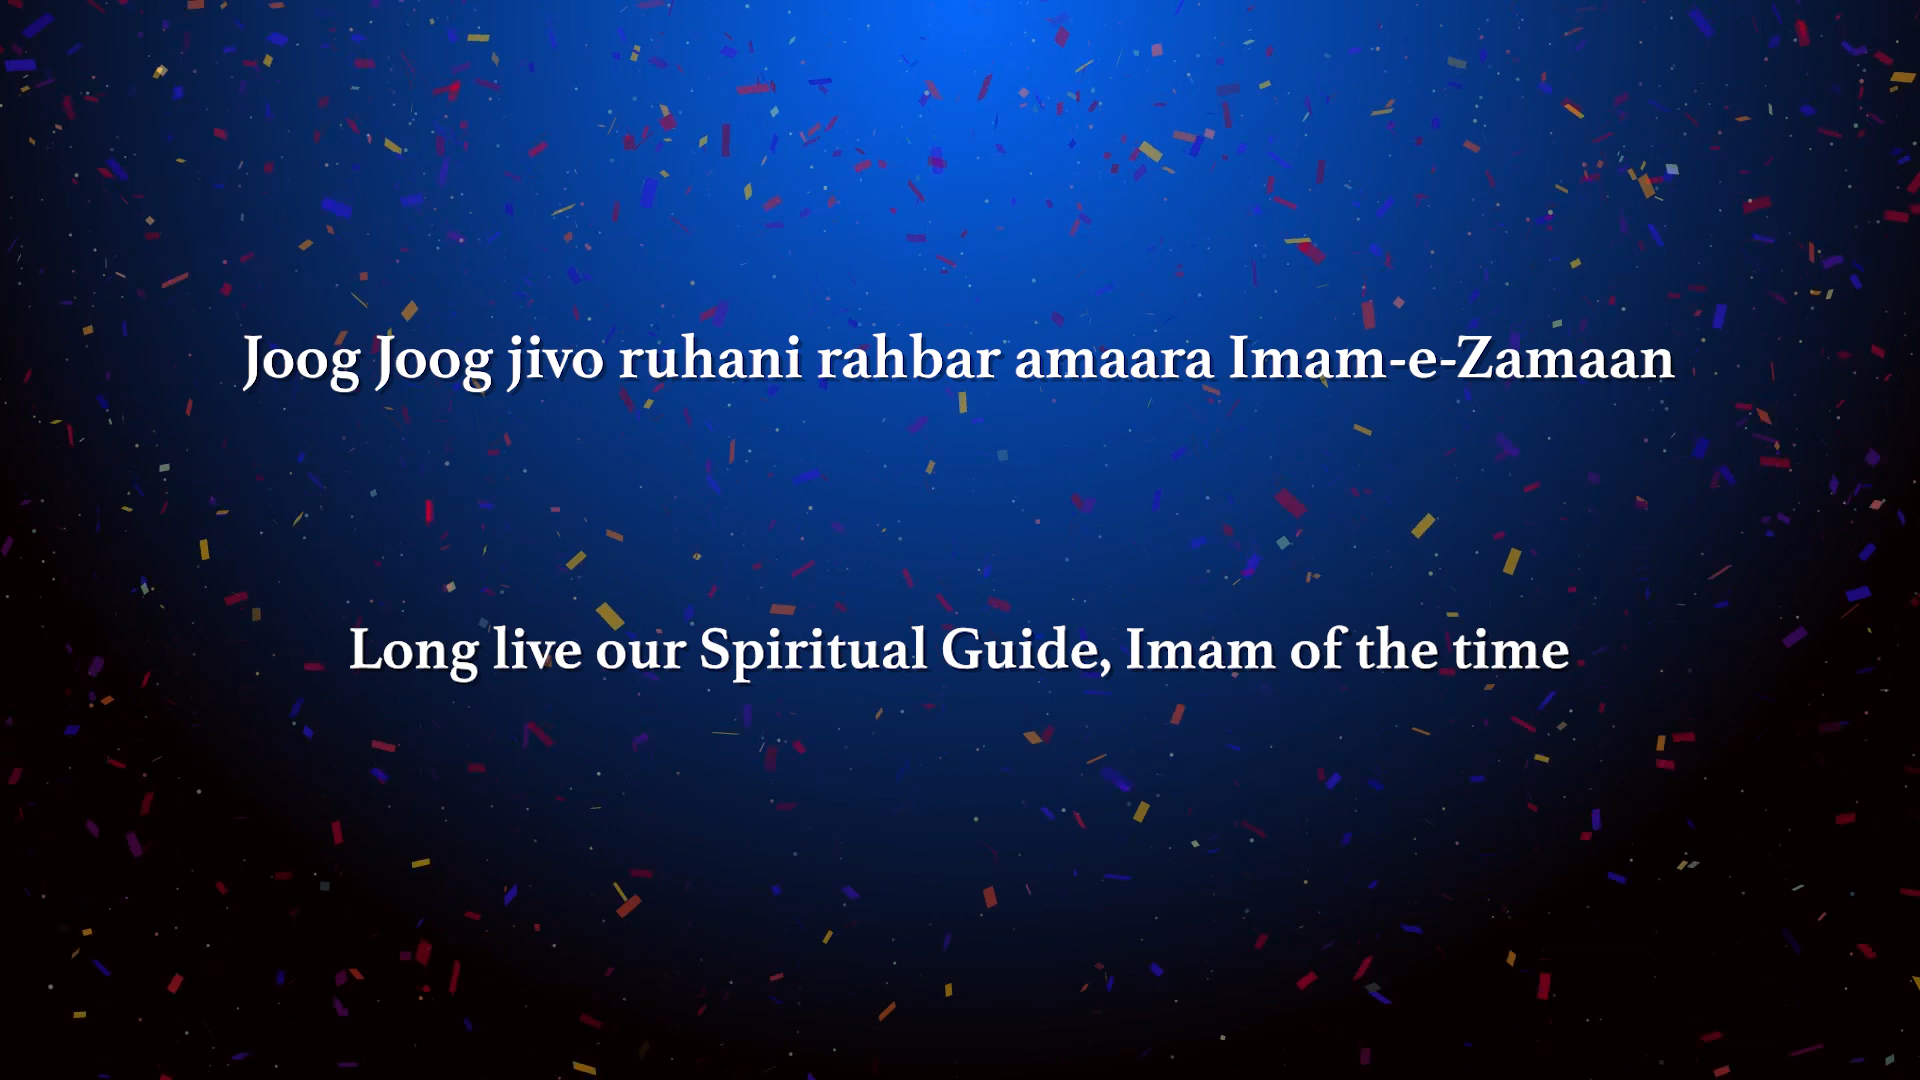 Joog Joog jivo ruhani rahbar amaara Imam-e-Zamaan
Long live our Spiritual Guide, Imam of the time